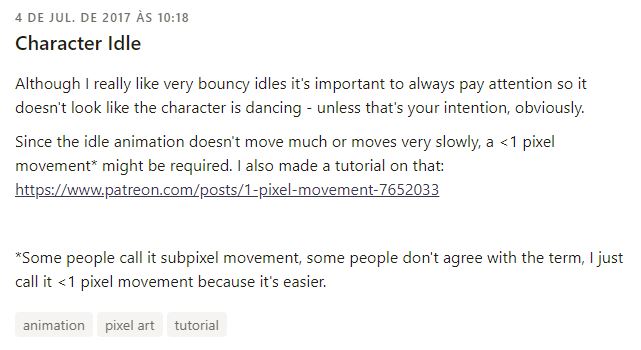 4 DE JUL. DE 2017 ÀS 10:18
Character Idle
Although I really like very bouncy idles it's important to always pay attention so it
doesn't look like the character is dancing - unless that's your intention, obviously.
Since the idle animation doesn't move much or moves very slowly, a <1 pixel
movement* might be required. I also made a tutorial on that:
https://www.patreon.com/posts/1-pixel-movement-7652033
*Some people call it subpixel movement, some people don't agree with the term, I just
call it <1 pixel movement because it's easier.
animation pixel art tutorial